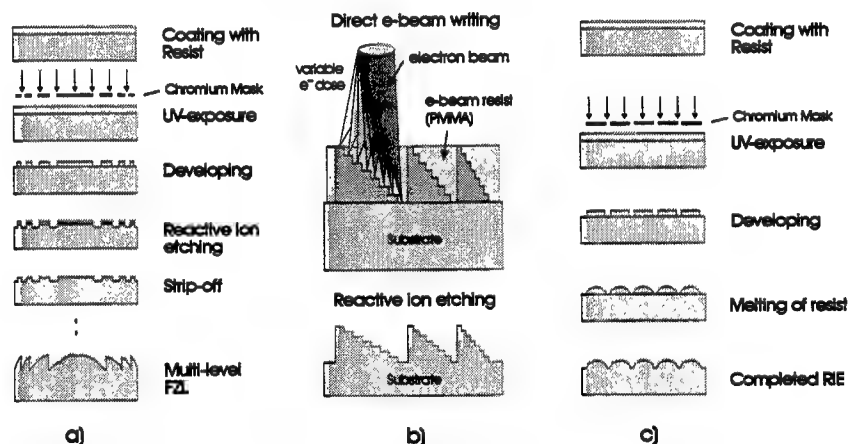 Coating with
Resist
Chromium Mask
UV-exposure
Developing
Reactive ion
etching
Strip-off
Multi-level
FZL
a)
Direct e-beam writing
variable
e⁻ dose
electron beam
e-beam resist
(PMMA)
Substrate
Reactive ion etching
Substrate
b)
Coating with
Resist
Chromium Mask
UV-exposure
Developing
Melting of resist
Completed RIE
c)